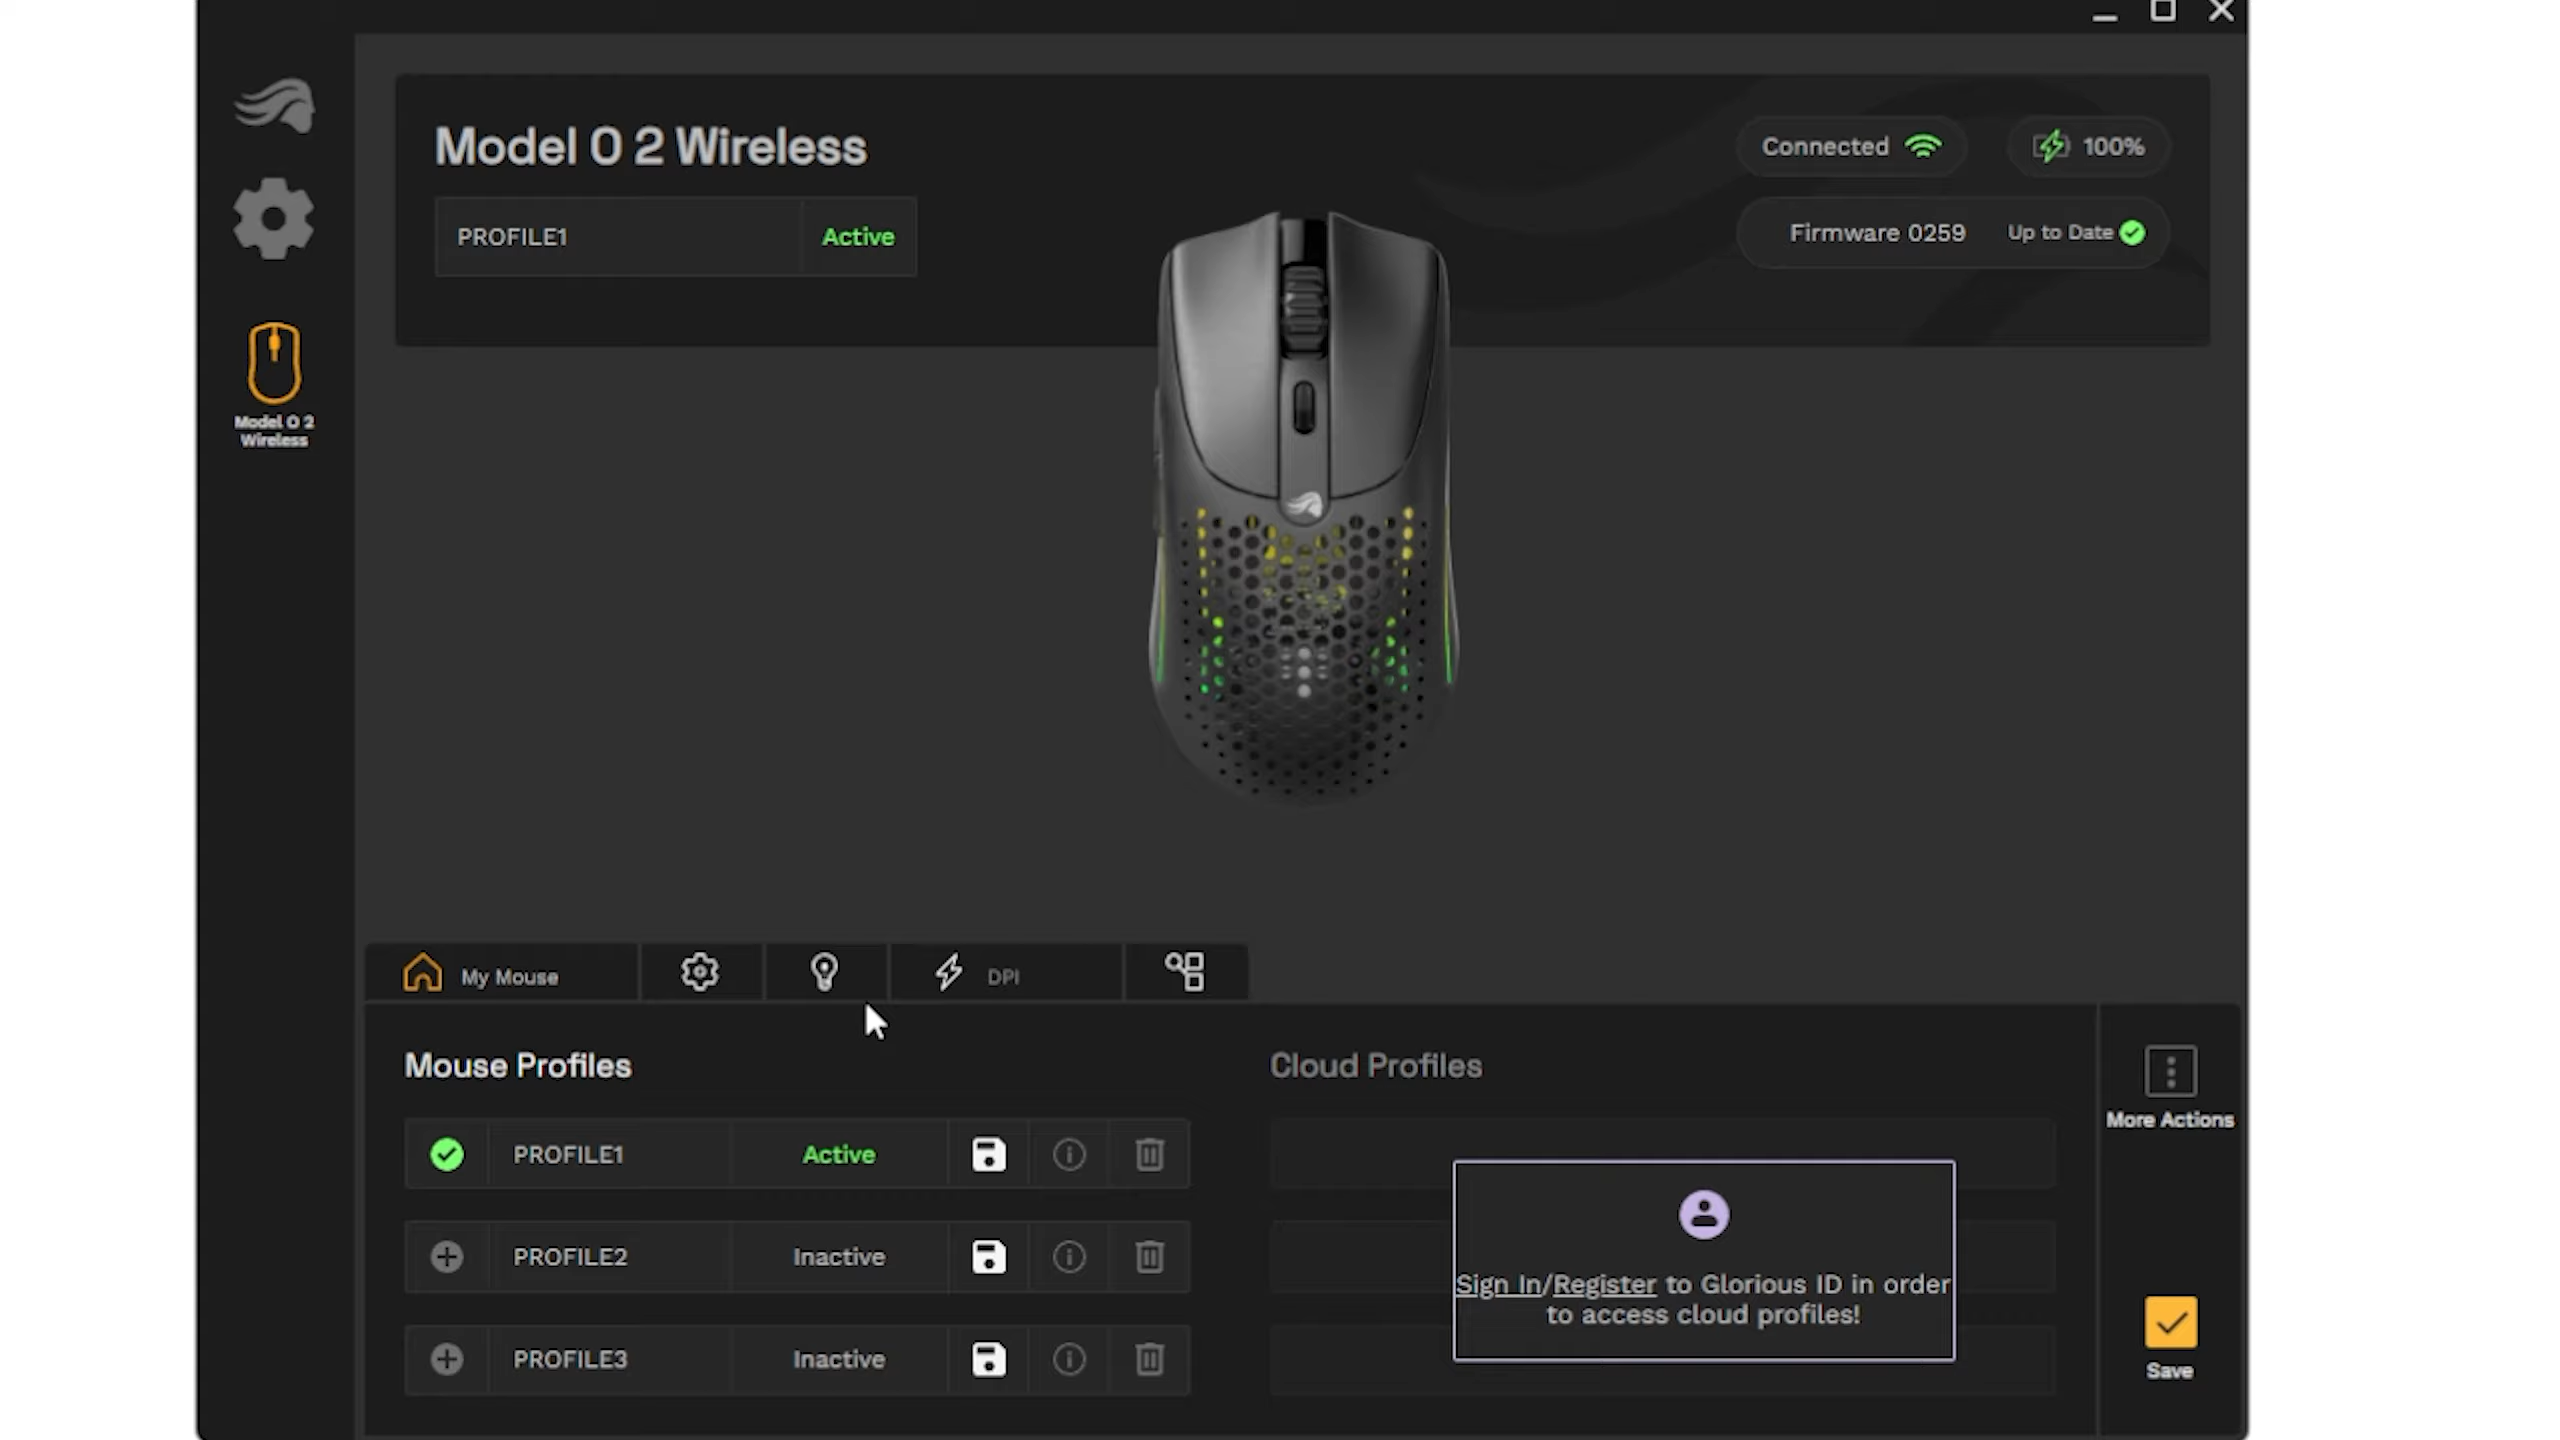 Model O 2 Wireless
Connected
100%
PROFILE1
Active
Firmware 0259
Up to Date
Model O 2
Wireless
My Mouse
DPI
Mouse Profiles
Cloud Profiles
More Actions
PROFILE1
Active
PROFILE2
Inactive
PROFILE3
Inactive
Sign In/Register to Glorious ID in order
to access cloud profiles!
Save